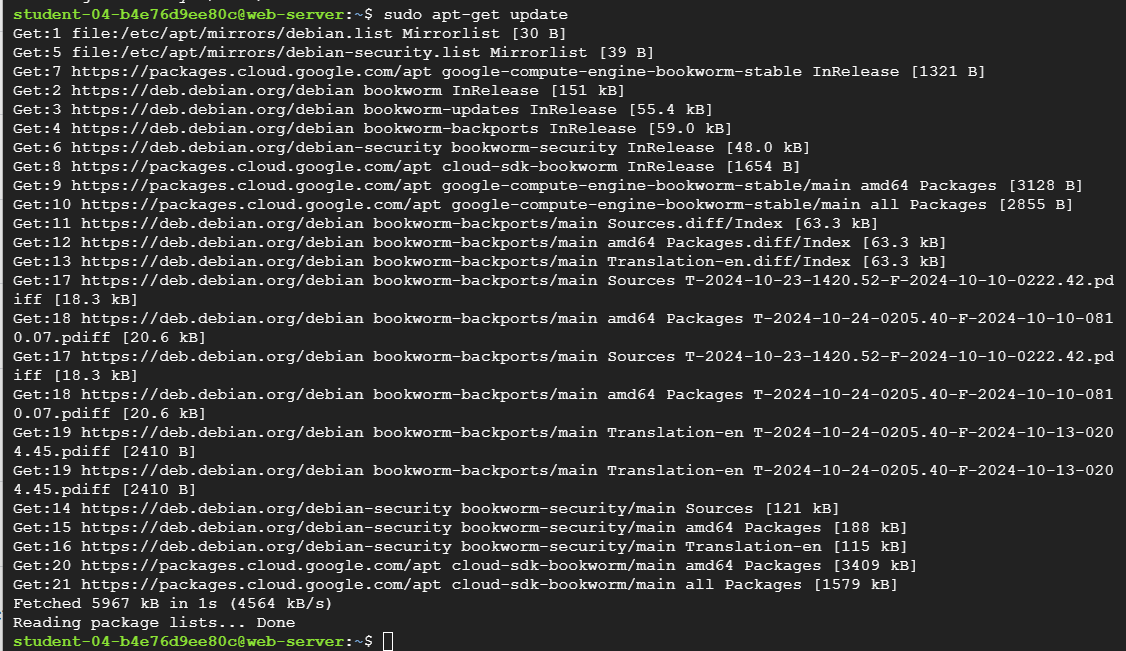 student-04-b4e76d9ee80c@web-server:~$ sudo apt-get update
Get:1 file:/etc/apt/mirrors/debian.list Mirrorlist [30 B]
Get:5 file:/etc/apt/mirrors/debian-security.list Mirrorlist [39 B]
Get:7 https://packages.cloud.google.com/apt google-compute-engine-bookworm-stable InRelease [1321 B]
Get:2 https://deb.debian.org/debian bookworm InRelease [151 kB]
Get:3 https://deb.debian.org/debian bookworm-updates InRelease [55.4 kB]
Get:4 https://deb.debian.org/debian bookworm-backports InRelease [59.0 kB]
Get:6 https://deb.debian.org/debian-security bookworm-security InRelease [48.0 kB]
Get:8 https://packages.cloud.google.com/apt cloud-sdk-bookworm InRelease [1654 B]
Get:9 https://packages.cloud.google.com/apt google-compute-engine-bookworm-stable/main amd64 Packages [3128 B]
Get:10 https://packages.cloud.google.com/apt google-compute-engine-bookworm-stable/main all Packages [2855 B]
Get:11 https://deb.debian.org/debian bookworm-backports/main Sources.diff/Index [63.3 kB]
Get:12 https://deb.debian.org/debian bookworm-backports/main amd64 Packages.diff/Index [63.3 kB]
Get:13 https://deb.debian.org/debian bookworm-backports/main Translation-en.diff/Index [63.3 kB]
Get:17 https://deb.debian.org/debian bookworm-backports/main Sources T-2024-10-23-1420.52-F-2024-10-10-0222.42.pd
iff [18.3 kB]
Get:18 https://deb.debian.org/debian bookworm-backports/main amd64 Packages T-2024-10-24-0205.40-F-2024-10-10-081
0.07.pdiff [20.6 kB]
Get:17 https://deb.debian.org/debian bookworm-backports/main Sources T-2024-10-23-1420.52-F-2024-10-10-0222.42.pd
iff [18.3 kB]
Get:18 https://deb.debian.org/debian bookworm-backports/main amd64 Packages T-2024-10-24-0205.40-F-2024-10-10-081
0.07.pdiff [20.6 kB]
Get:19 https://deb.debian.org/debian bookworm-backports/main Translation-en T-2024-10-24-0205.40-F-2024-10-13-020
4.45.pdiff [2410 B]
Get:19 https://deb.debian.org/debian bookworm-backports/main Translation-en T-2024-10-24-0205.40-F-2024-10-13-020
4.45.pdiff [2410 B]
Get:14 https://deb.debian.org/debian-security bookworm-security/main Sources [121 kB]
Get:15 https://deb.debian.org/debian-security bookworm-security/main amd64 Packages [188 kB]
Get:16 https://deb.debian.org/debian-security bookworm-security/main Translation-en [115 kB]
Get:20 https://packages.cloud.google.com/apt cloud-sdk-bookworm/main amd64 Packages [3409 kB]
Get:21 https://packages.cloud.google.com/apt cloud-sdk-bookworm/main all Packages [1579 kB]
Fetched 5967 kB in 1s (4564 kB/s)
Reading package lists... Done
student-04-b4e76d9ee80c@web-server:~$